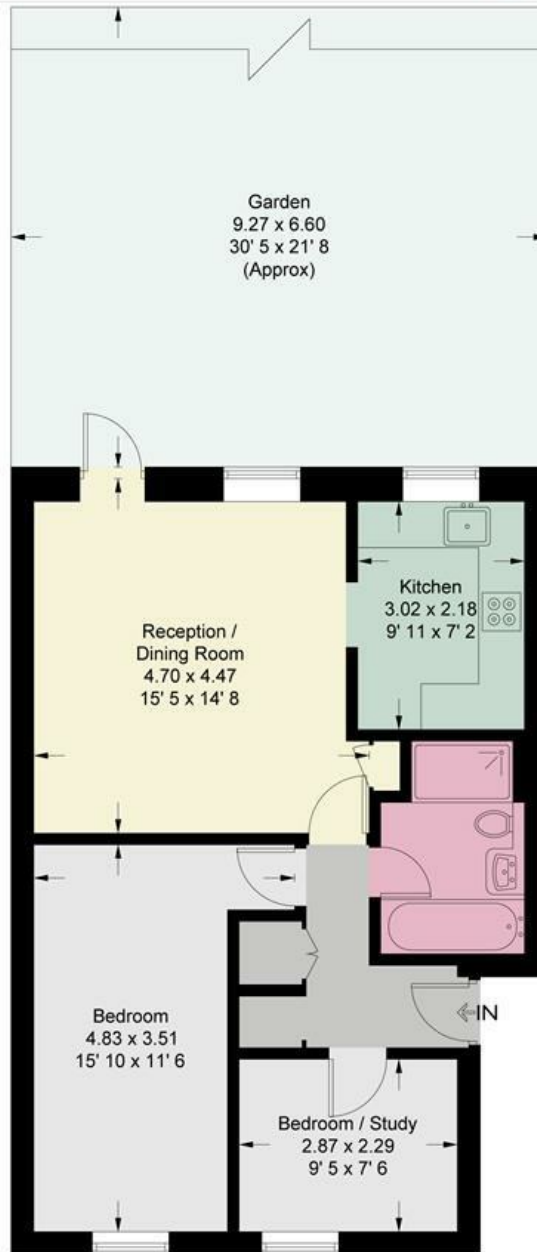 Garden
9.27 x 6.60
30' 5 x 21' 8
(Approx)
Reception /
Dining Room
4.70 x 4.47
15' 5 x 14' 8
Kitchen
3.02 x 2.18
9' 11 x 7' 2
Bedroom
4.83 x 3.51
15' 10 x 11' 6
IN
Bedroom / Study
2.87 x 2.29
9' 5 x 7' 6